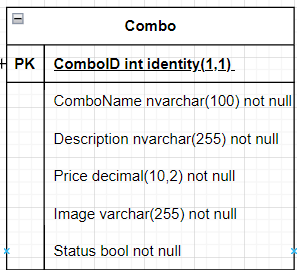 Combo
PK ComboID int identity(1,1)
ComboName nvarchar(100) not null
Description nvarchar(255) not null
Price decimal(10,2) not null
Image varchar(255) not null
Status bool not null